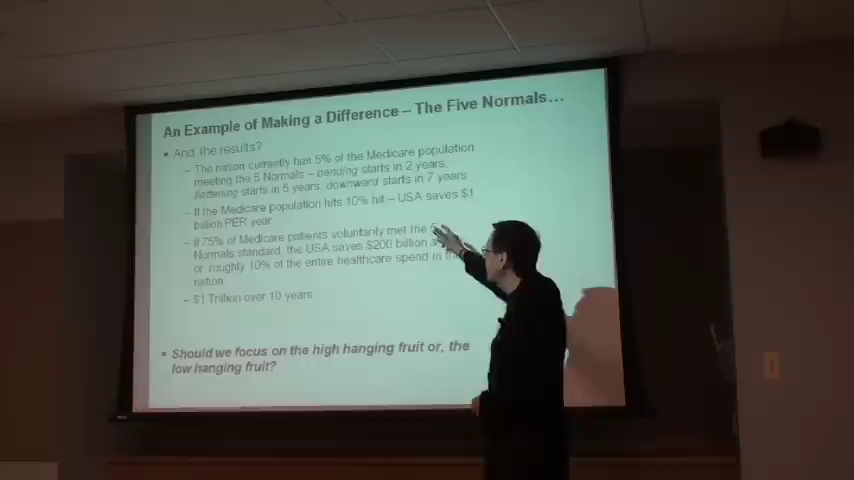 An Example of Making a Difference – The Five Normals…
▪ And the results?
– The nation currently has 5% of the Medicare population
meeting the 5 Normals – bending starts in 2 years,
flattening starts in 5 years, downward starts in 7 years
– If the Medicare population hits 10% hit – USA saves $1
billion PER year
– If 75% of Medicare patients voluntarily met the 5
Normals standard, the USA saves $200 billion a
or roughly 10% of the entire healthcare spend in the
nation
– $1 Trillion over 10 years
▪ Should we focus on the high hanging fruit or, the
low hanging fruit?